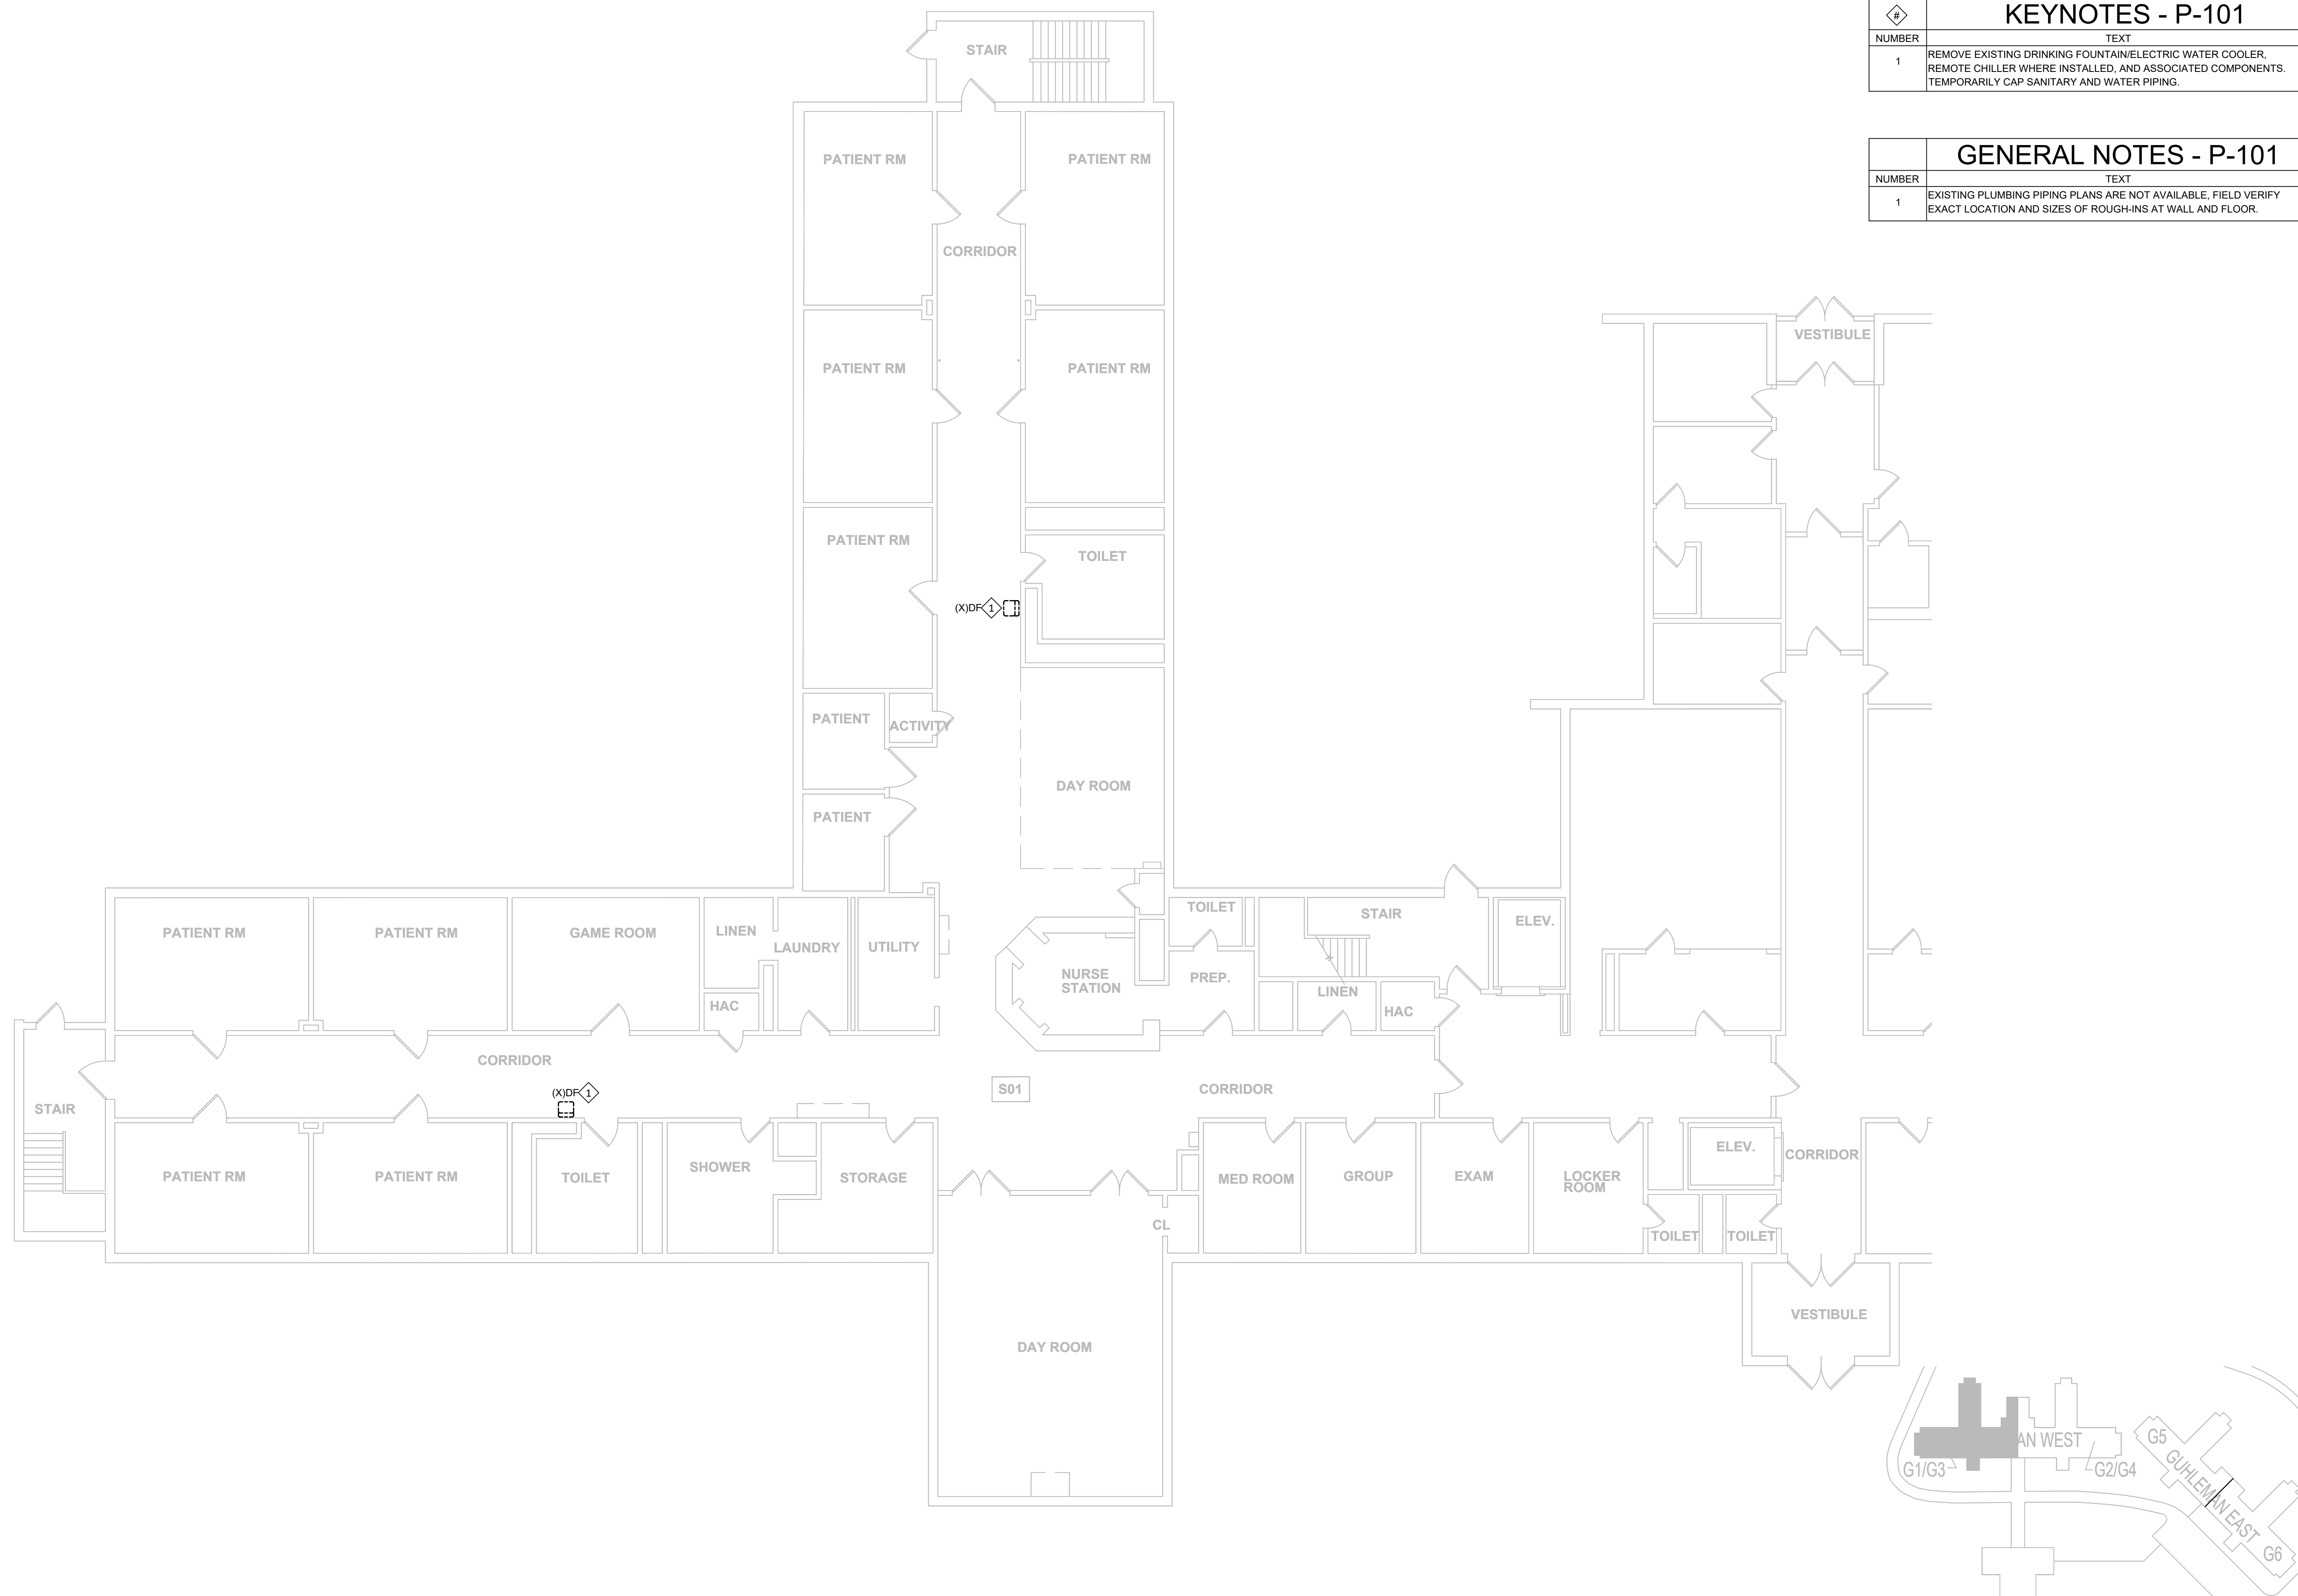 #
KEYNOTES - P-101
NUMBER
TEXT
1
REMOVE EXISTING DRINKING FOUNTAIN/ELECTRIC WATER COOLER,
REMOTE CHILLER WHERE INSTALLED, AND ASSOCIATED COMPONENTS.
TEMPORARILY CAP SANITARY AND WATER PIPING.
GENERAL NOTES - P-101
NUMBER
TEXT
1
EXISTING PLUMBING PIPING PLANS ARE NOT AVAILABLE, FIELD VERIFY
EXACT LOCATION AND SIZES OF ROUGH-INS AT WALL AND FLOOR.
STAIR
PATIENT RM
PATIENT RM
CORRIDOR
VESTIBULE
PATIENT RM
PATIENT RM
PATIENT RM
TOILET
(X)DF
1
PATIENT
ACTIVITY
DAY ROOM
PATIENT
TOILET
STAIR
ELEV.
PATIENT RM
PATIENT RM
GAME ROOM
LINEN
LAUNDRY
UTILITY
NURSE
STATION
PREP.
LINEN
HAC
HAC
CORRIDOR
(X)DF
1
S01
CORRIDOR
STAIR
ELEV.
CORRIDOR
PATIENT RM
PATIENT RM
TOILET
SHOWER
STORAGE
MED ROOM
GROUP
EXAM
LOCKER
ROOM
CL
TOILET
TOILET
VESTIBULE
DAY ROOM
AN WEST
G1/G3
G2/G4
G5
GUHLEMAN EAST
G6